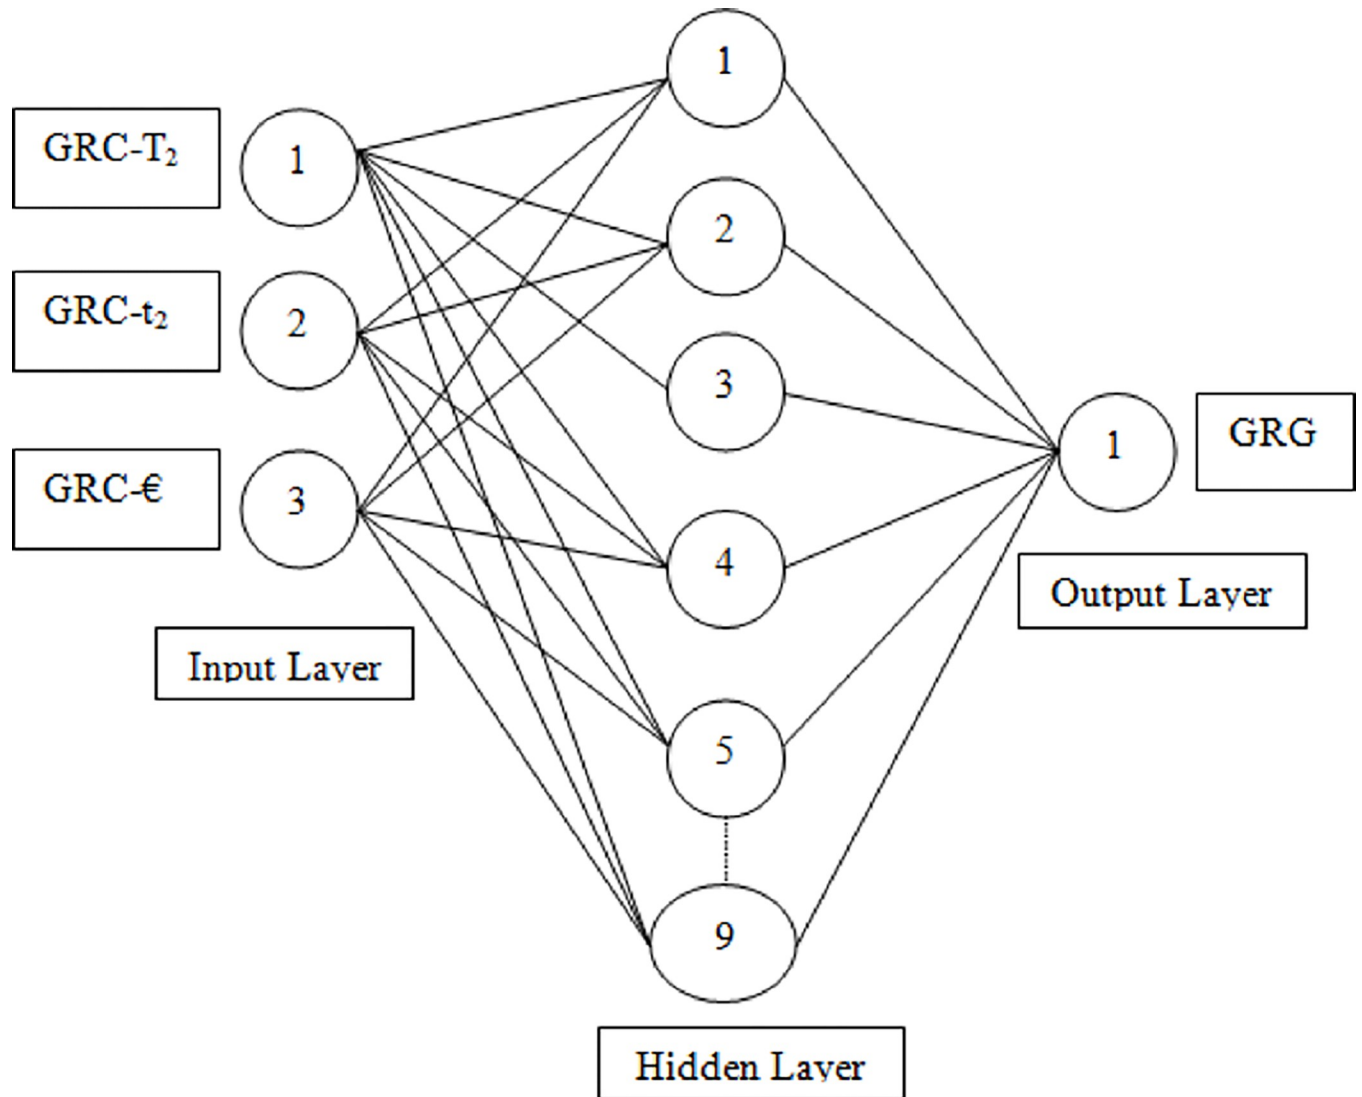 1
GRC-T₂
1
2
GRC-t₂
2
3
GRC-€
3
4
1
GRG
Output Layer
Input Layer
5
9
Hidden Layer